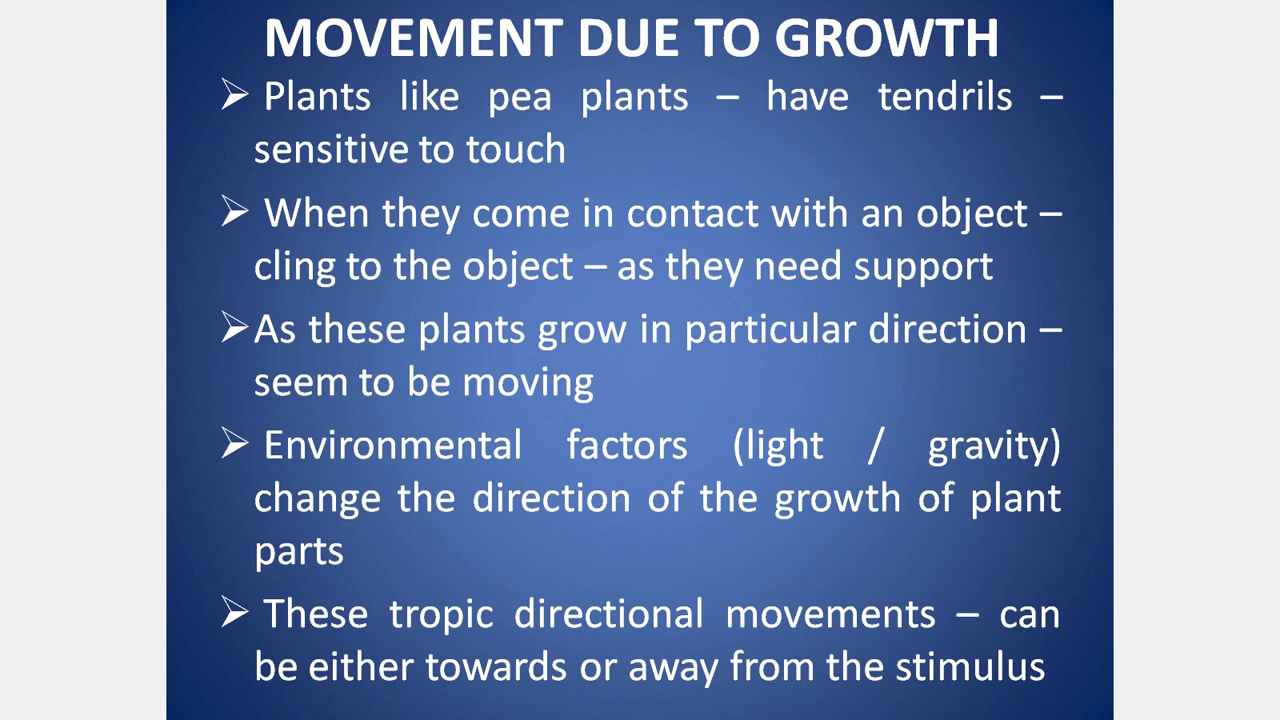 MOVEMENT DUE TO GROWTH
➢ Plants like pea plants – have tendrils –
sensitive to touch
➢ When they come in contact with an object –
cling to the object – as they need support
➢As these plants grow in particular direction –
seem to be moving
➢ Environmental factors (light / gravity)
change the direction of the growth of plant
parts
➢ These tropic directional movements – can
be either towards or away from the stimulus